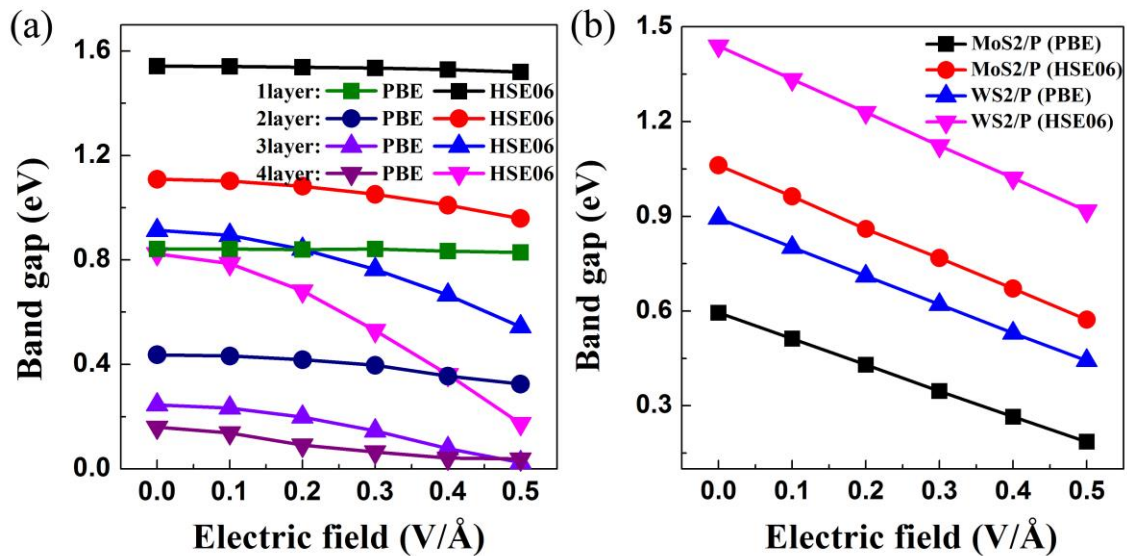 (a)
1.6
1.2
0.8
0.4
0.0
Band gap (eV)
1layer: PBE HSE06
2layer: PBE HSE06
3layer: PBE HSE06
4layer: PBE HSE06
0.0 0.1 0.2 0.3 0.4 0.5
Electric field (V/Å)
(b)
1.5
1.2
0.9
0.6
0.3
Band gap (eV)
MoS2/P (PBE)
MoS2/P (HSE06)
WS2/P (PBE)
WS2/P (HSE06)
0.0 0.1 0.2 0.3 0.4 0.5
Electric field (V/Å)